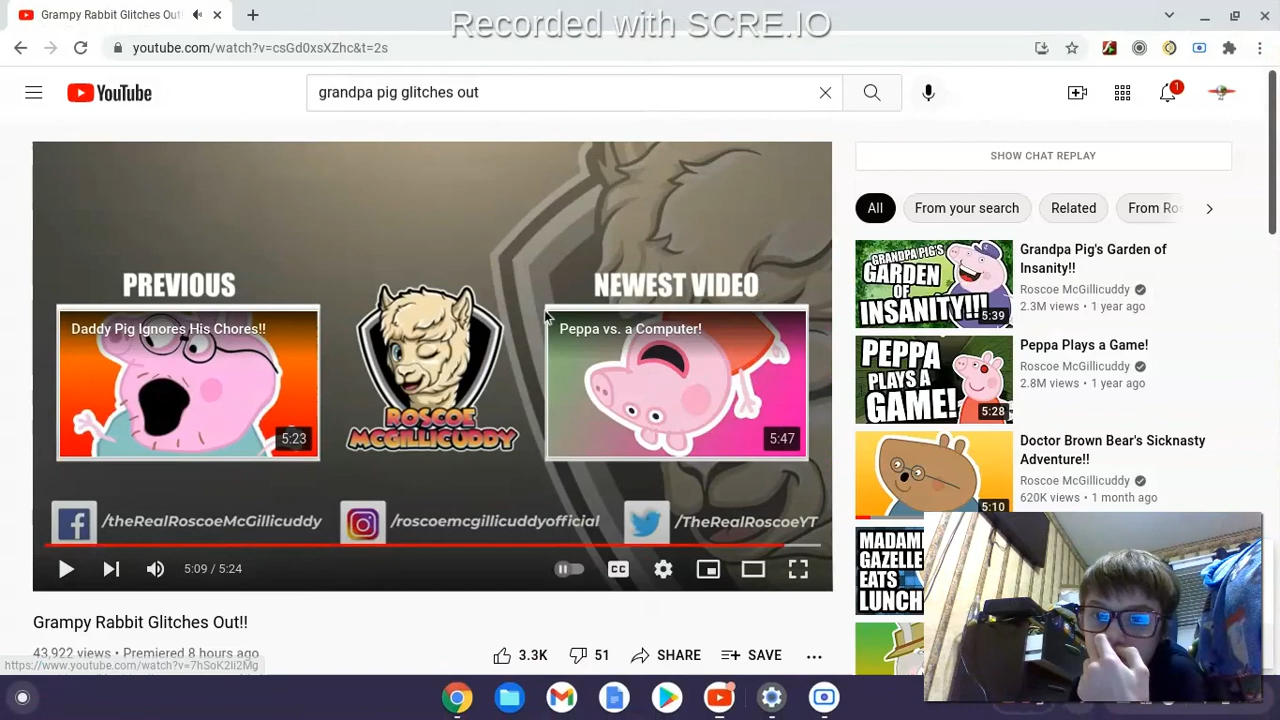 Grampy Rabbit Glitches Out!
Recorded with SCRE.IO
youtube.com/watch?v=csGd0xsXZhc&t=2s
YouTube
grandpa pig glitches out
1
SHOW CHAT REPLAY
All
From your search
Related
From Ros
PREVIOUS
NEWEST VIDEO
Daddy Pig Ignores His Chores!!
5:23
ROSCOE
MCGILLICUDDY
Peppa vs. a Computer!
5:47
/theRealRoscoeMcGillicuddy
/roscoemcgillicuddyofficial
/TheRealRoscoeYT
5:09 / 5:24
CC
Grampy Rabbit Glitches Out!!
43,922 views • Premiered 8 hours ago
3.3K
51
SHARE
SAVE
https://www.youtube.com/watch?v=7hSoK2Ii2Mg
GRANDPA PIG'S
GARDEN
OF
INSANITY!!!
5:39
Grandpa Pig's Garden of
Insanity!!
Roscoe McGillicuddy
2.3M views • 1 year ago
PEPPA
PLAYS A
GAME!
5:28
Peppa Plays a Game!
Roscoe McGillicuddy
2.8M views • 1 year ago
5:10
Doctor Brown Bear's Sicknasty
Adventure!!
Roscoe McGillicuddy
620K views • 1 month ago
MADAM
GAZELLE
EATS
LUNCH